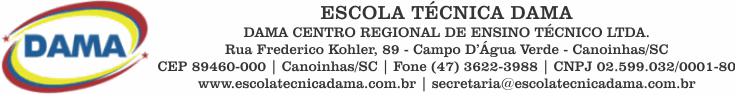 DAMA
ESCOLA TÉCNICA DAMA
DAMA CENTRO REGIONAL DE ENSINO TÉCNICO LTDA.
Rua Frederico Kohler, 89 - Campo D'Água Verde - Canoinhas/SC
CEP 89460-000 | Canoinhas/SC | Fone (47) 3622-3988 | CNPJ 02.599.032/0001-80
www.escolatecnicadama.com.br | secretaria@escolatecnicadama.com.br